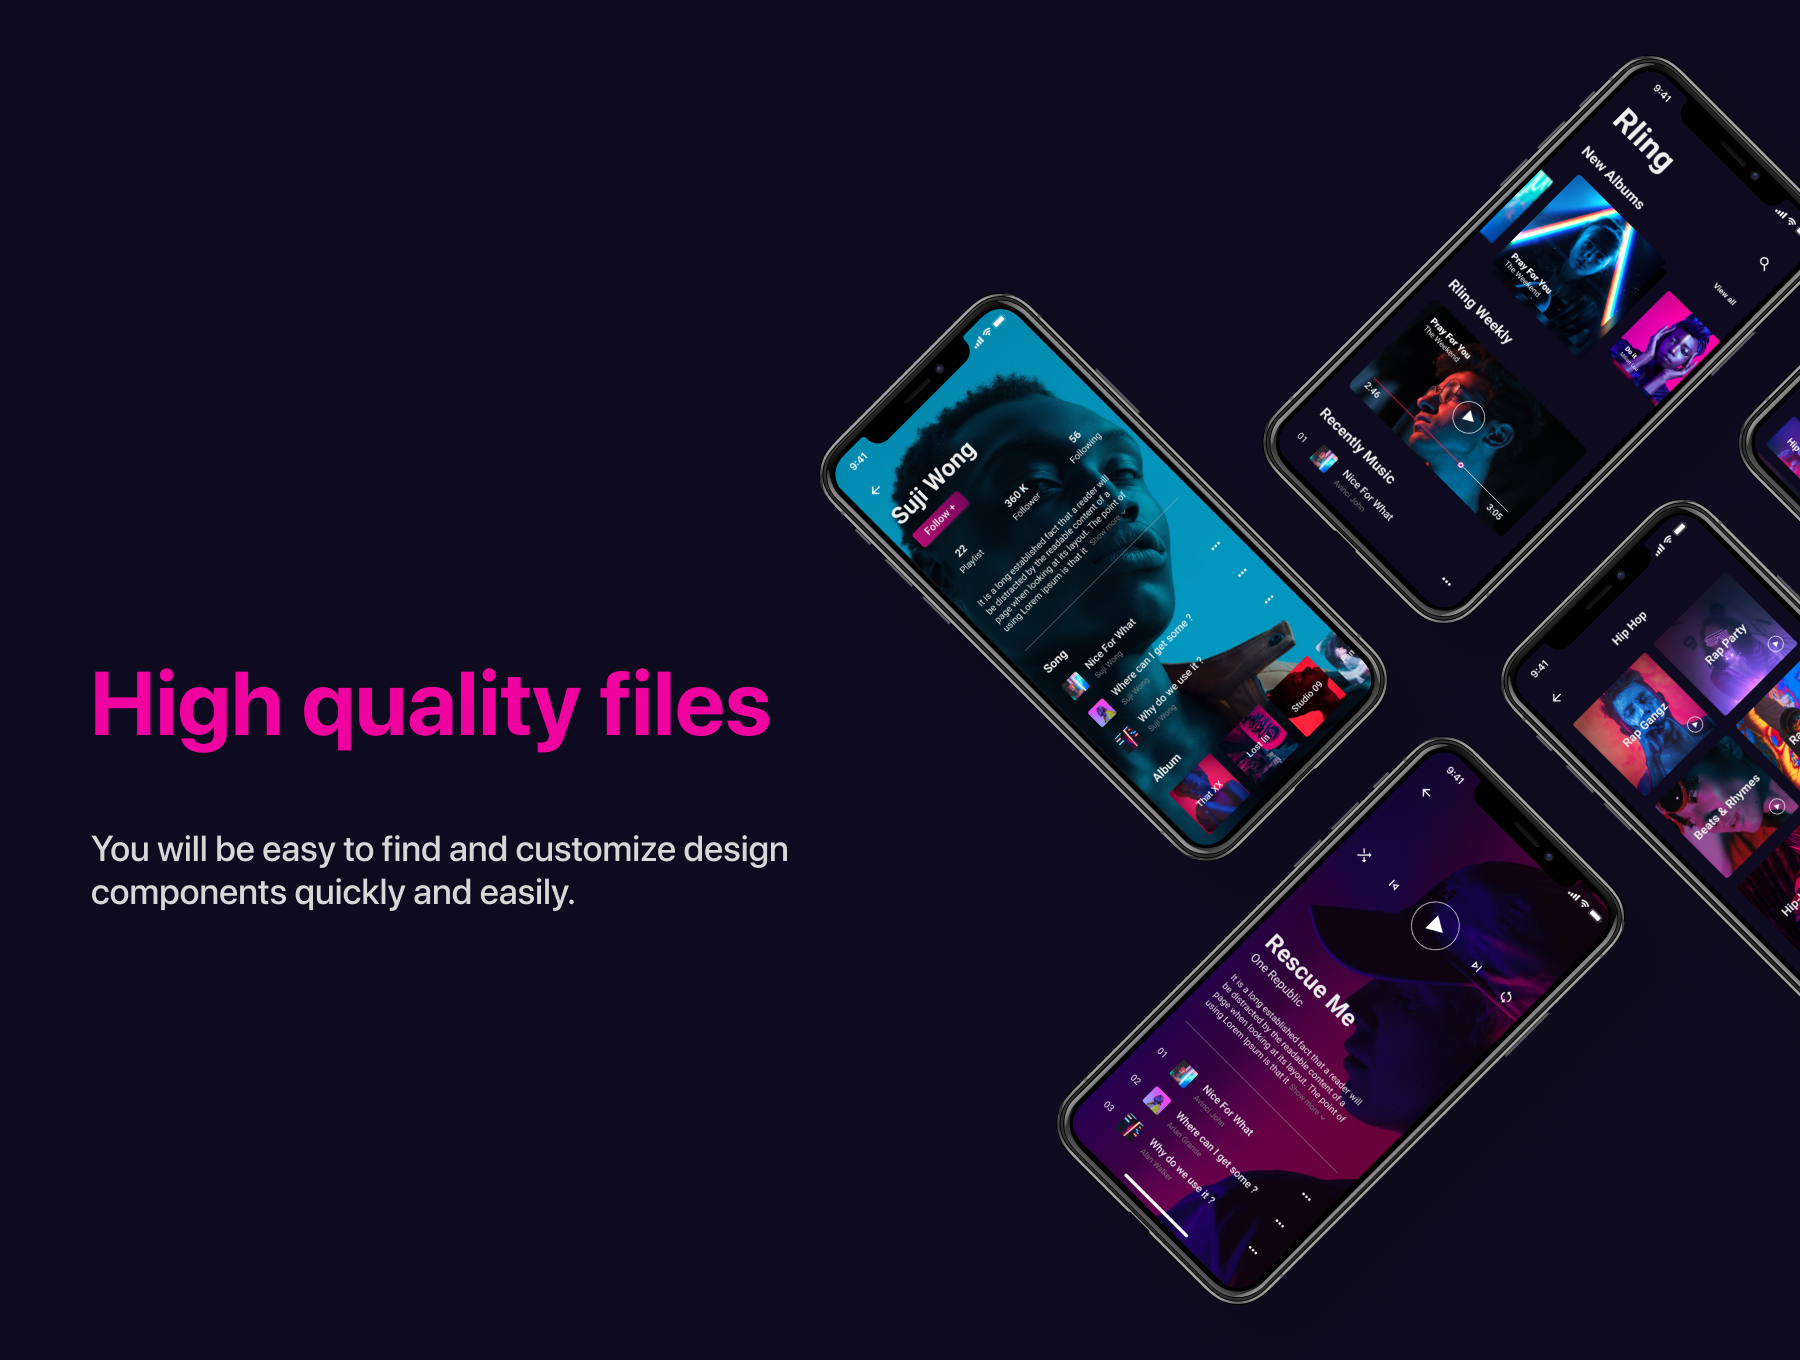 High quality files
You will be easy to find and customize design
components quickly and easily.
9:41
Suji Wong
Follow +
22
Playlist
360 K
Follower
56
Following
It is a long established fact that a reader will
be distracted by the readable content of a
page when looking at its layout. The point of
using Lorem Ipsum is that it Show more
Song
Nice For What
Suji Wong
Where can I get some ?
Suji Wong
Why do we use it ?
Suji Wong
Album
That XX
Lost In
Studio 09
9:41
Rling
New Albums
View all
Pray For You
The Weekend
Do It
Rling Weekly
Pray For You
The Weekend
2:46
3:05
Recently Music
01
Nice For What
Avinci John
9:41
Hip Hop
Rap Gangz
Rap Party
Beats & Rhymes
Hip-
9:41
Rescue Me
One Republic
It is a long established fact that a reader will
be distracted by the readable content of a
page when looking at its layout. The point of
using Lorem Ipsum is that it Show more
01
Nice For What
Avinci John
02
Where can I get some ?
Arian Grande
03
Why do we use it ?
Alan Walker